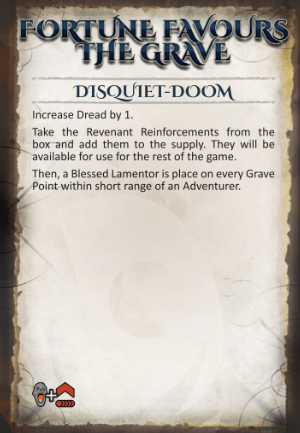 FORTUNE FAVOURS
THE GRAVE
DISQUIET-DOOM
Increase Dread by 1.
Take the Revenant Reinforcements from the
box and add them to the supply. They will be
available for use for the rest of the game.
Then, a Blessed Lamentor is place on every Grave
Point within short range of an Adventurer.
+